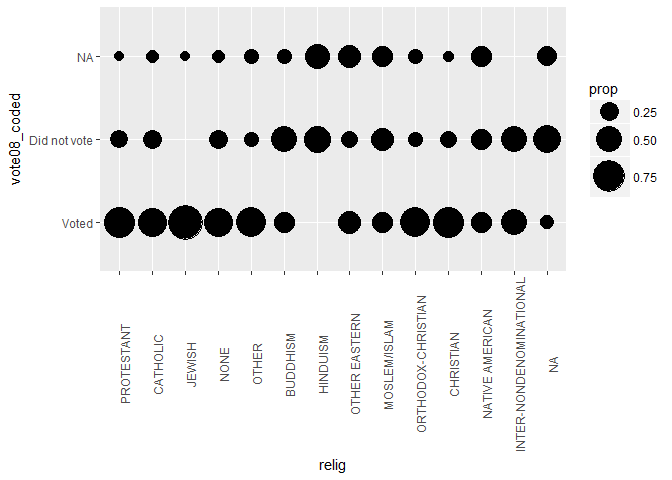 vote08_coded
NA
Did not vote
Voted
PROTESTANT
CATHOLIC
JEWISH
NONE
OTHER
BUDDHISM
HINDUISM
OTHER EASTERN
MOSLEM/ISLAM
ORTHODOX-CHRISTIAN
CHRISTIAN
NATIVE AMERICAN
INTER-NONDENOMINATIONAL
NA
relig
prop
0.25
0.50
0.75